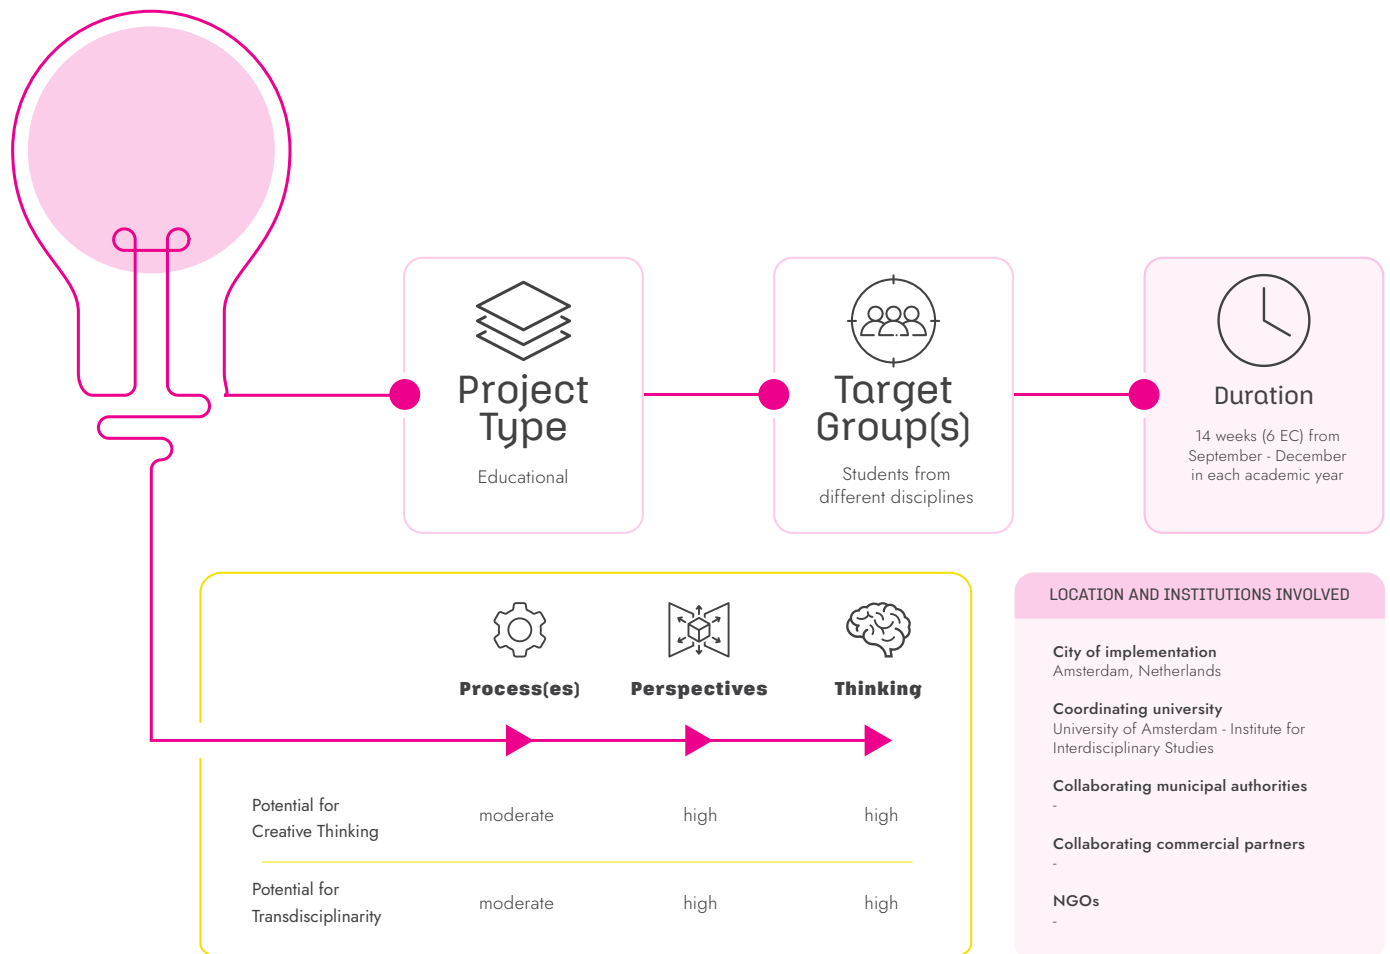 Project
Type
Educational
Target
Group(s)
Students from
different disciplines
Duration
14 weeks (6 EC) from
September - December
in each academic year
Process(es) Perspectives Thinking
Potential for
Creative Thinking
moderate high high
Potential for
Transdisciplinarity
moderate high high
LOCATION AND INSTITUTIONS INVOLVED
City of implementation
Amsterdam, Netherlands
Coordinating university
University of Amsterdam - Institute for
Interdisciplinary Studies
Collaborating municipal authorities
-
Collaborating commercial partners
-
NGOs
-